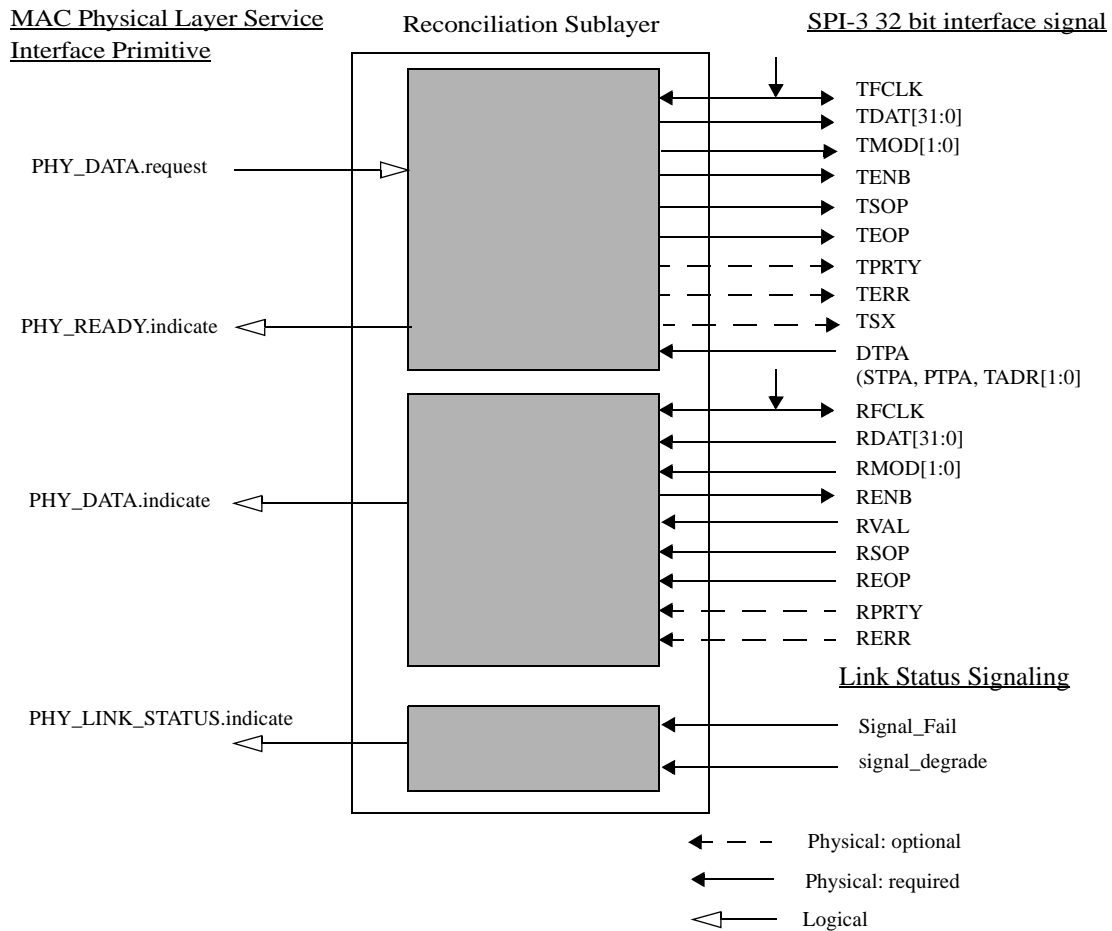 MAC Physical Layer Service
Interface Primitive
Reconciliation Sublayer
SPI-3 32 bit interface signal
PHY_DATA.request
PHY_READY.indicate
PHY_DATA.indicate
PHY_LINK_STATUS.indicate
TFCLK
TDAT[31:0]
TMOD[1:0]
TENB
TSOP
TEOP
TPRTY
TERR
TSX
DTPA
(STPA, PTPA, TADR[1:0]
RFCLK
RDAT[31:0]
RMOD[1:0]
RENB
RVAL
RSOP
REOP
RPRTY
RERR
Link Status Signaling
Signal_Fail
signal_degrade
Physical: optional
Physical: required
Logical